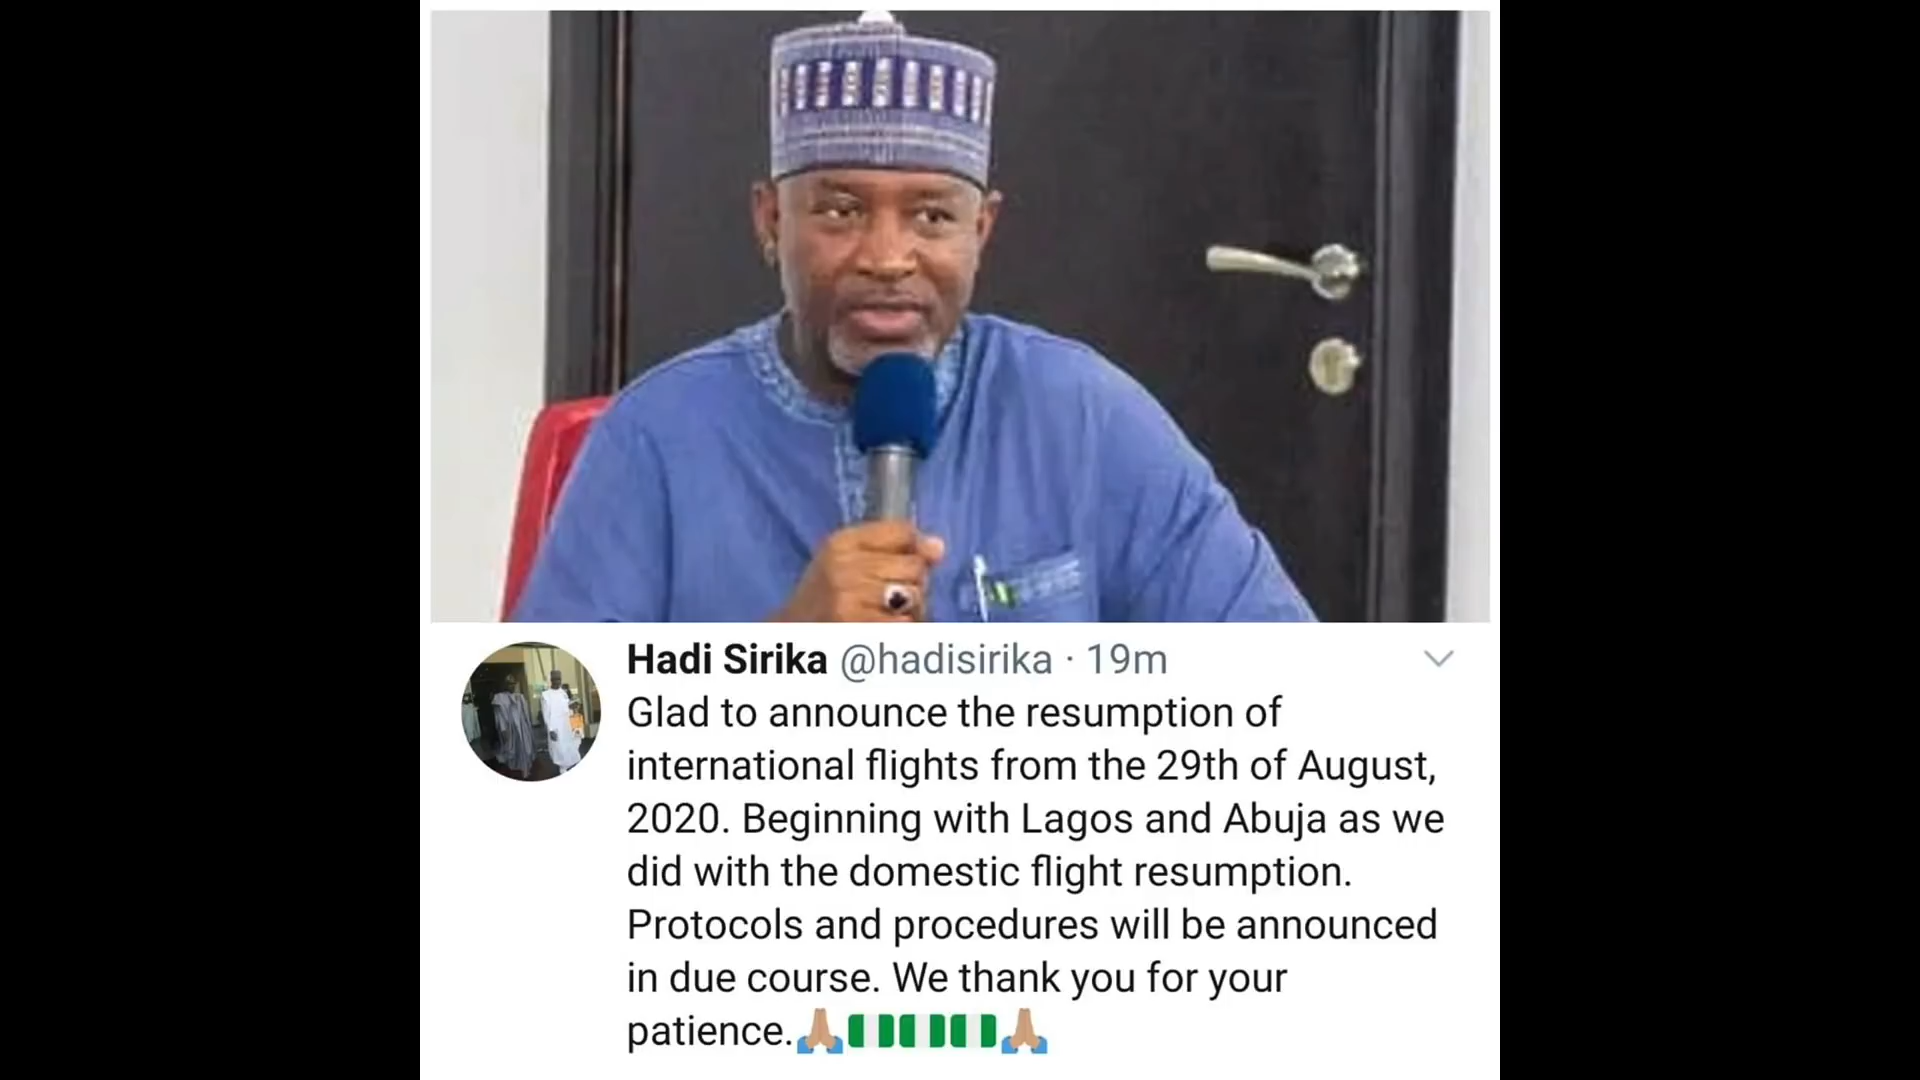 Hadi Sirika @hadisirika · 19m
Glad to announce the resumption of
international flights from the 29th of August,
2020. Beginning with Lagos and Abuja as we
did with the domestic flight resumption.
Protocols and procedures will be announced
in due course. We thank you for your
patience.🙏🏽🇳🇬🇳🇬🇳🇬🙏🏽